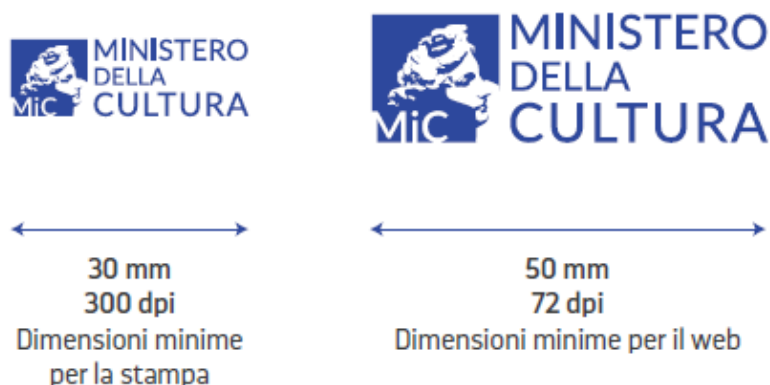 MINISTERO
DELLA
CULTURA
MiC
30 mm
300 dpi
Dimensioni minime
per la stampa
MINISTERO
DELLA
CULTURA
MiC
50 mm
72 dpi
Dimensioni minime per il web